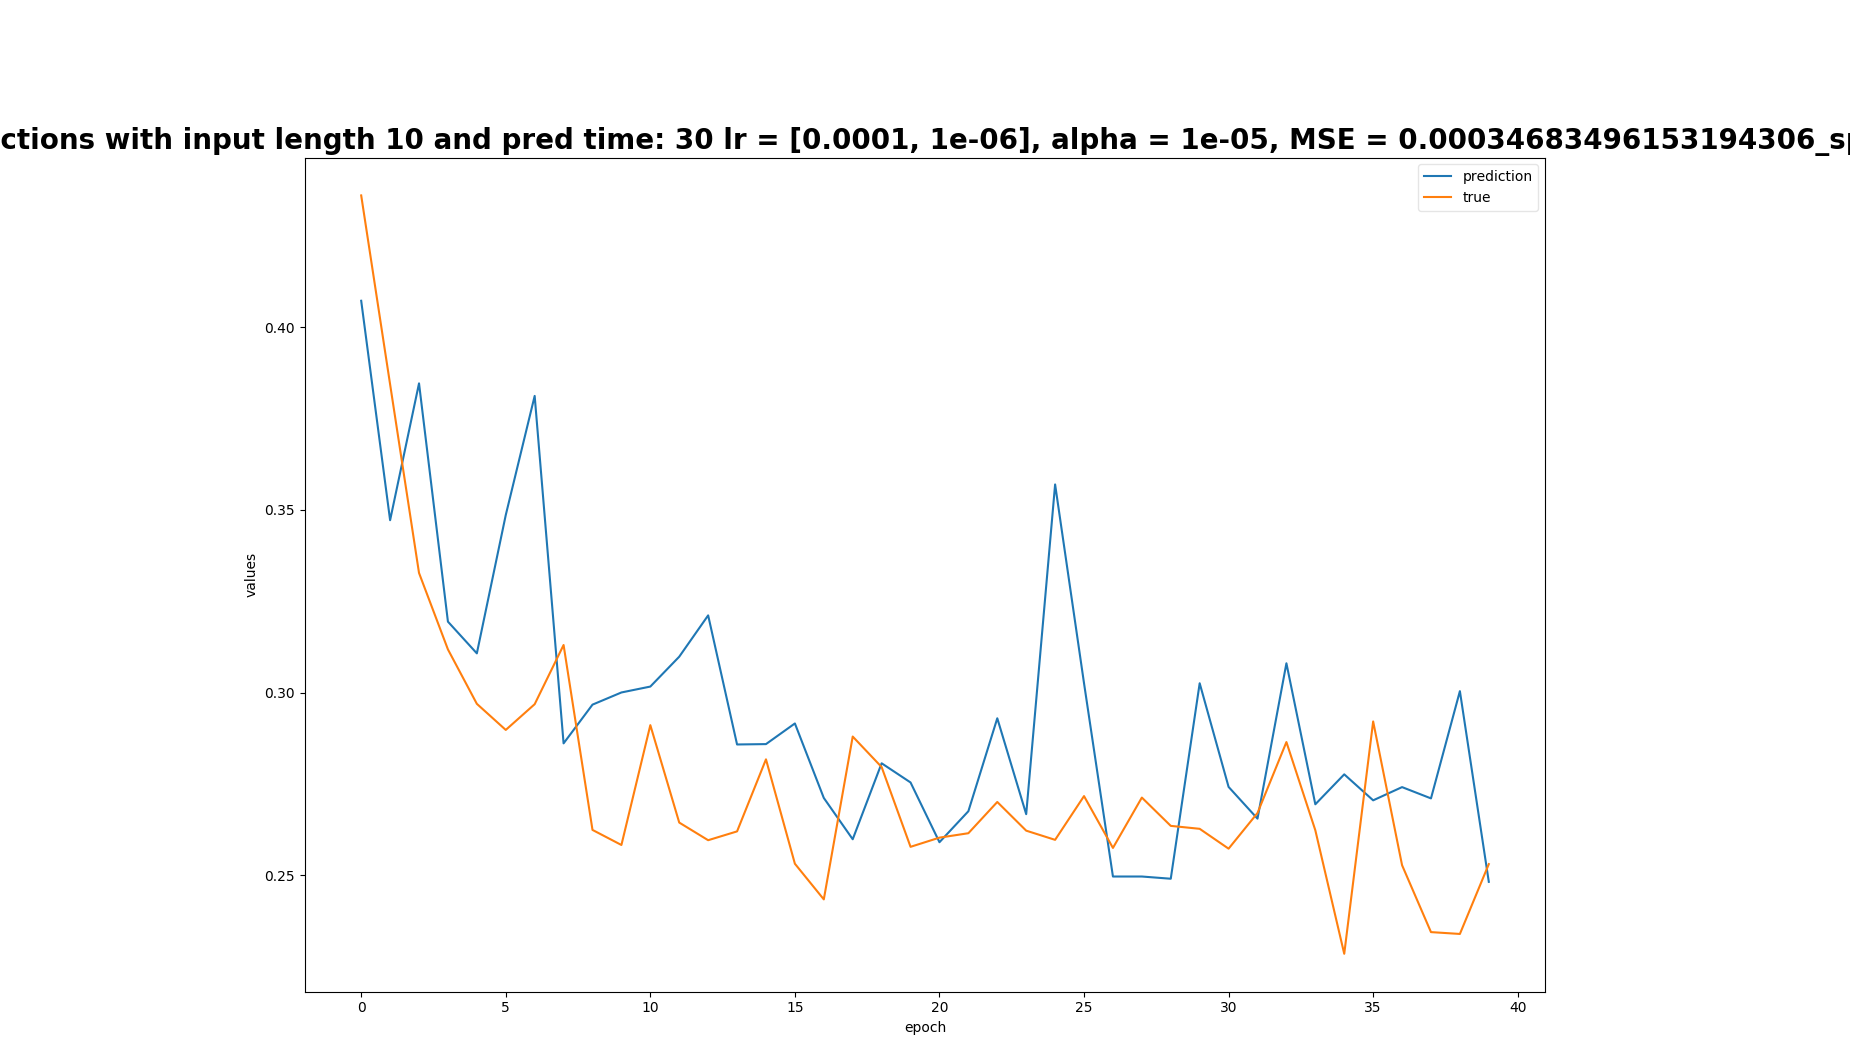 ctions with input length 10 and pred time: 30 lr = [0.0001, 1e-06], alpha = 1e-05, MSE = 0.00034683496153194306_sp
prediction
true
0.40
0.35
0.30
0.25
values
0 5 10 15 20 25 30 35 40
epoch